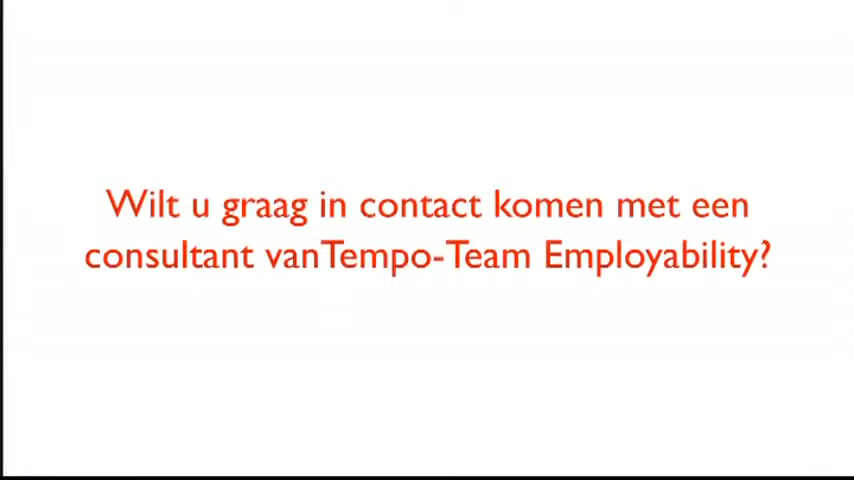 Wilt u graag in contact komen met een
consultant vanTempo-Team Employability?